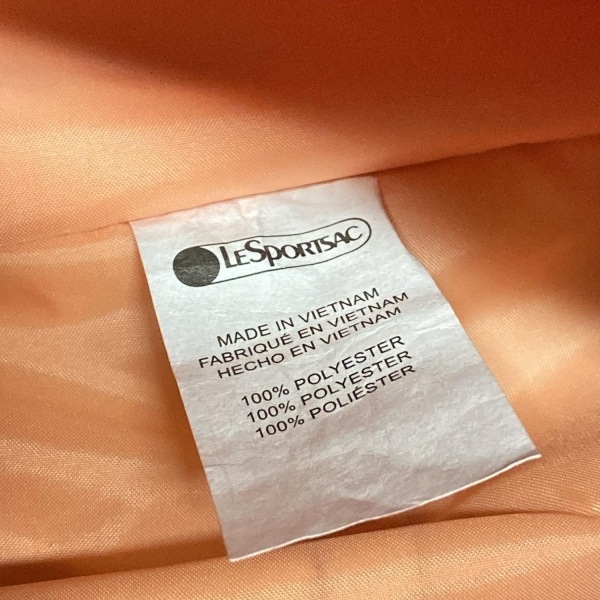 LESPORTSAC
MADE IN VIETNAM
FABRIQUÉ EN VIETNAM
HECHO EN VIETNAM
100% POLYESTER
100% POLYESTER
100% POLIÉSTER